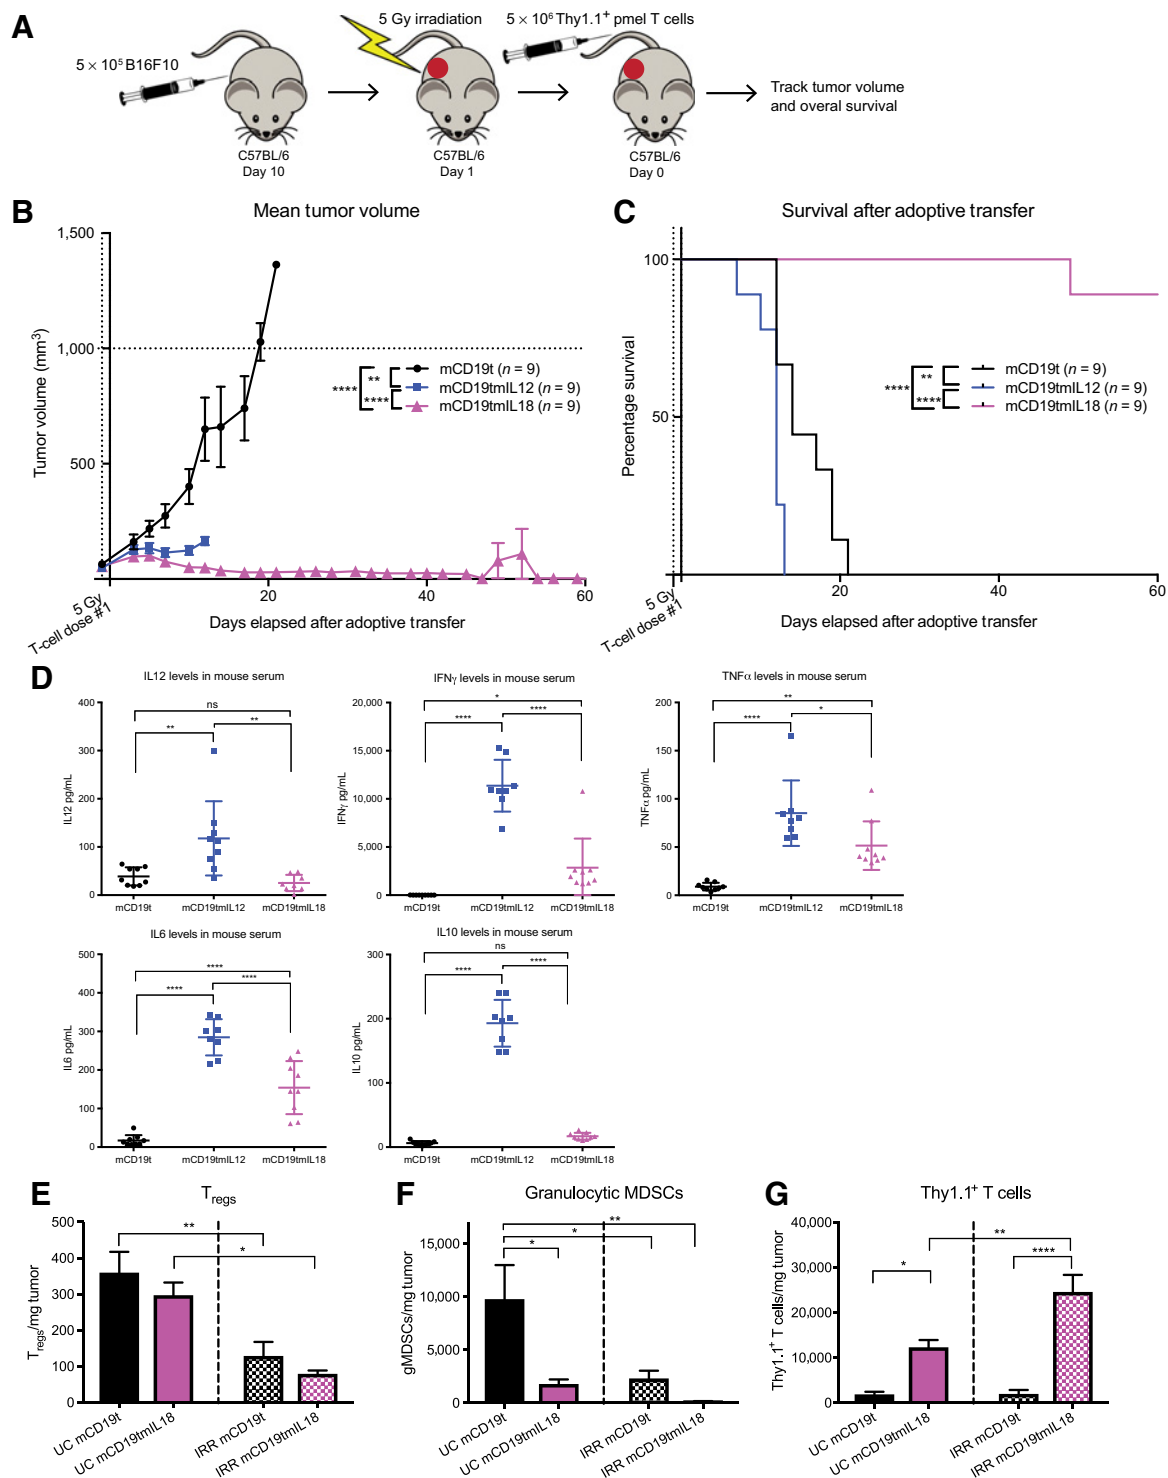 A
5 × 10⁵ B16F10
5 Gy irradiation
5 × 10⁶ Thy1.1⁺ pmel T cells
Track tumor volume
and overal survival
C57BL/6
Day 10
C57BL/6
Day 1
C57BL/6
Day 0
B
Mean tumor volume
1,500
1,000
500
20
40
60
Tumor volume (mm³)
5 Gy
T-cell dose #1
Days elapsed after adoptive transfer
**
****
****
mCD19t (n = 9)
mCD19tmIL12 (n = 9)
mCD19tmIL18 (n = 9)
C
Survival after adoptive transfer
100
50
20
40
60
Percentage survival
5 Gy
T-cell dose #1
Days elapsed after adoptive transfer
**
****
****
mCD19t (n = 9)
mCD19tmIL12 (n = 9)
mCD19tmIL18 (n = 9)
D
IL12 levels in mouse serum
400
300
200
100
0
IL12 pg/mL
ns
**
**
mCD19t
mCD19tmIL12
mCD19tmIL18
IFNγ levels in mouse serum
20,000
15,000
10,000
5,000
0
IFNγ pg/mL
*
****
****
mCD19t
mCD19tmIL12
mCD19tmIL18
TNFα levels in mouse serum
200
150
100
50
0
TNFα pg/mL
**
****
*
mCD19t
mCD19tmIL12
mCD19tmIL18
IL6 levels in mouse serum
500
400
300
200
100
0
IL6 pg/mL
****
****
****
mCD19t
mCD19tmIL12
mCD19tmIL18
IL10 levels in mouse serum
300
200
100
0
IL10 pg/mL
ns
****
****
mCD19t
mCD19tmIL12
mCD19tmIL18
E
Tregs
500
400
300
200
100
0
Tregs/mg tumor
**
*
UC mCD19t
UC mCD19tmIL18
IRR mCD19t
IRR mCD19tmIL18
F
Granulocytic MDSCs
15,000
10,000
5,000
0
gMDSCs/mg tumor
**
*
*
UC mCD19t
UC mCD19tmIL18
IRR mCD19t
IRR mCD19tmIL18
G
Thy1.1⁺ T cells
40,000
30,000
20,000
10,000
0
Thy1.1⁺ T cells/mg tumor
**
****
*
UC mCD19t
UC mCD19tmIL18
IRR mCD19t
IRR mCD19tmIL18